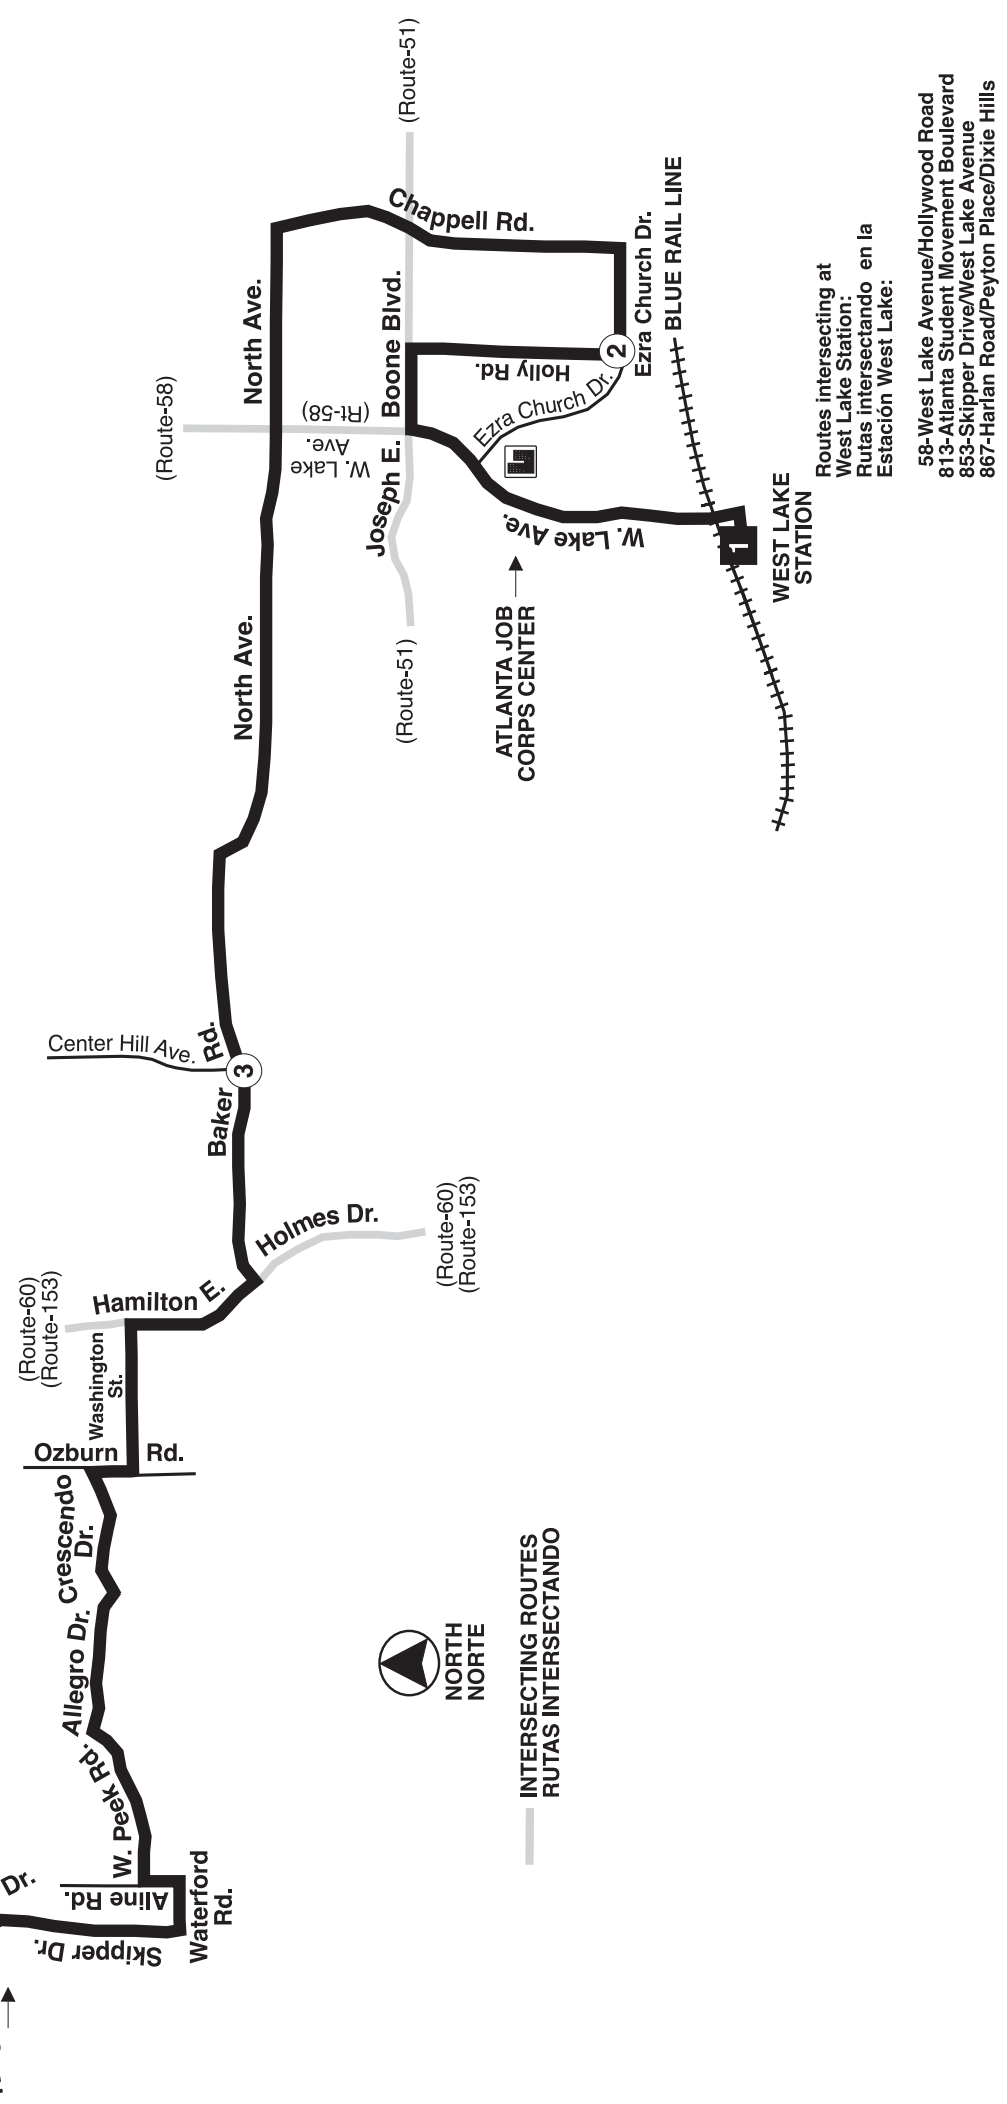 (Route-51)
(Route-58)
North Ave.
Chappell Rd.
Joseph E. Boone Blvd.
(Rt-58)
W. Lake
Ave.
Holly Rd.
Ezra Church Dr.
2
Ezra Church Dr.
BLUE RAIL LINE
W. Lake Ave.
1
WEST LAKE
STATION
Routes intersecting at
West Lake Station:
Rutas intersectando en la
Estación West Lake:
58-West Lake Avenue/Hollywood Road
813-Atlanta Student Movement Boulevard
853-Skipper Drive/West Lake Avenue
867-Harlan Road/Peyton Place/Dixie Hills
North Ave.
(Route-51)
ATLANTA JOB
CORPS CENTER
Center Hill Ave.
Baker Rd.
3
Holmes Dr.
(Route-60)
(Route-153)
(Route-60)
(Route-153)
Hamilton E.
Washington
St.
Ozburn Rd.
Crescendo
Dr.
Allegro Dr.
W. Peek Rd.
Aline Rd.
Waterford
Rd.
Skipper Dr.
Dr.
NORTH
NORTE
INTERSECTING ROUTES
RUTAS INTERSECTANDO